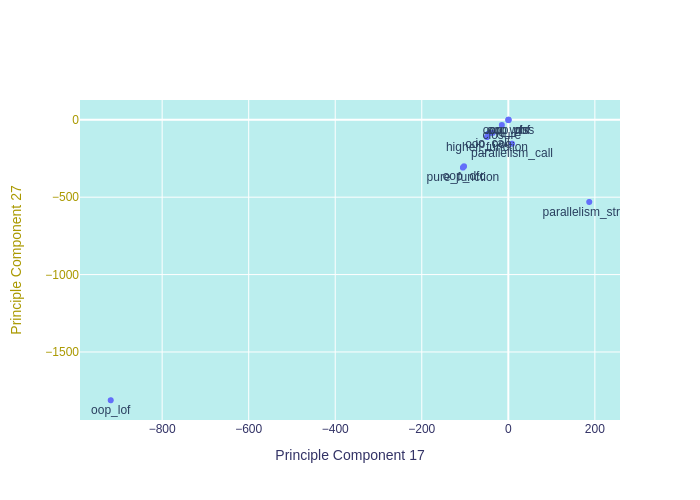 0
−500
−1000
−1500
Principle Component 27
parallelism_call
pure_function
parallelism_str
oop_lof
−800
−600
−400
−200
0
200
Principle Component 17